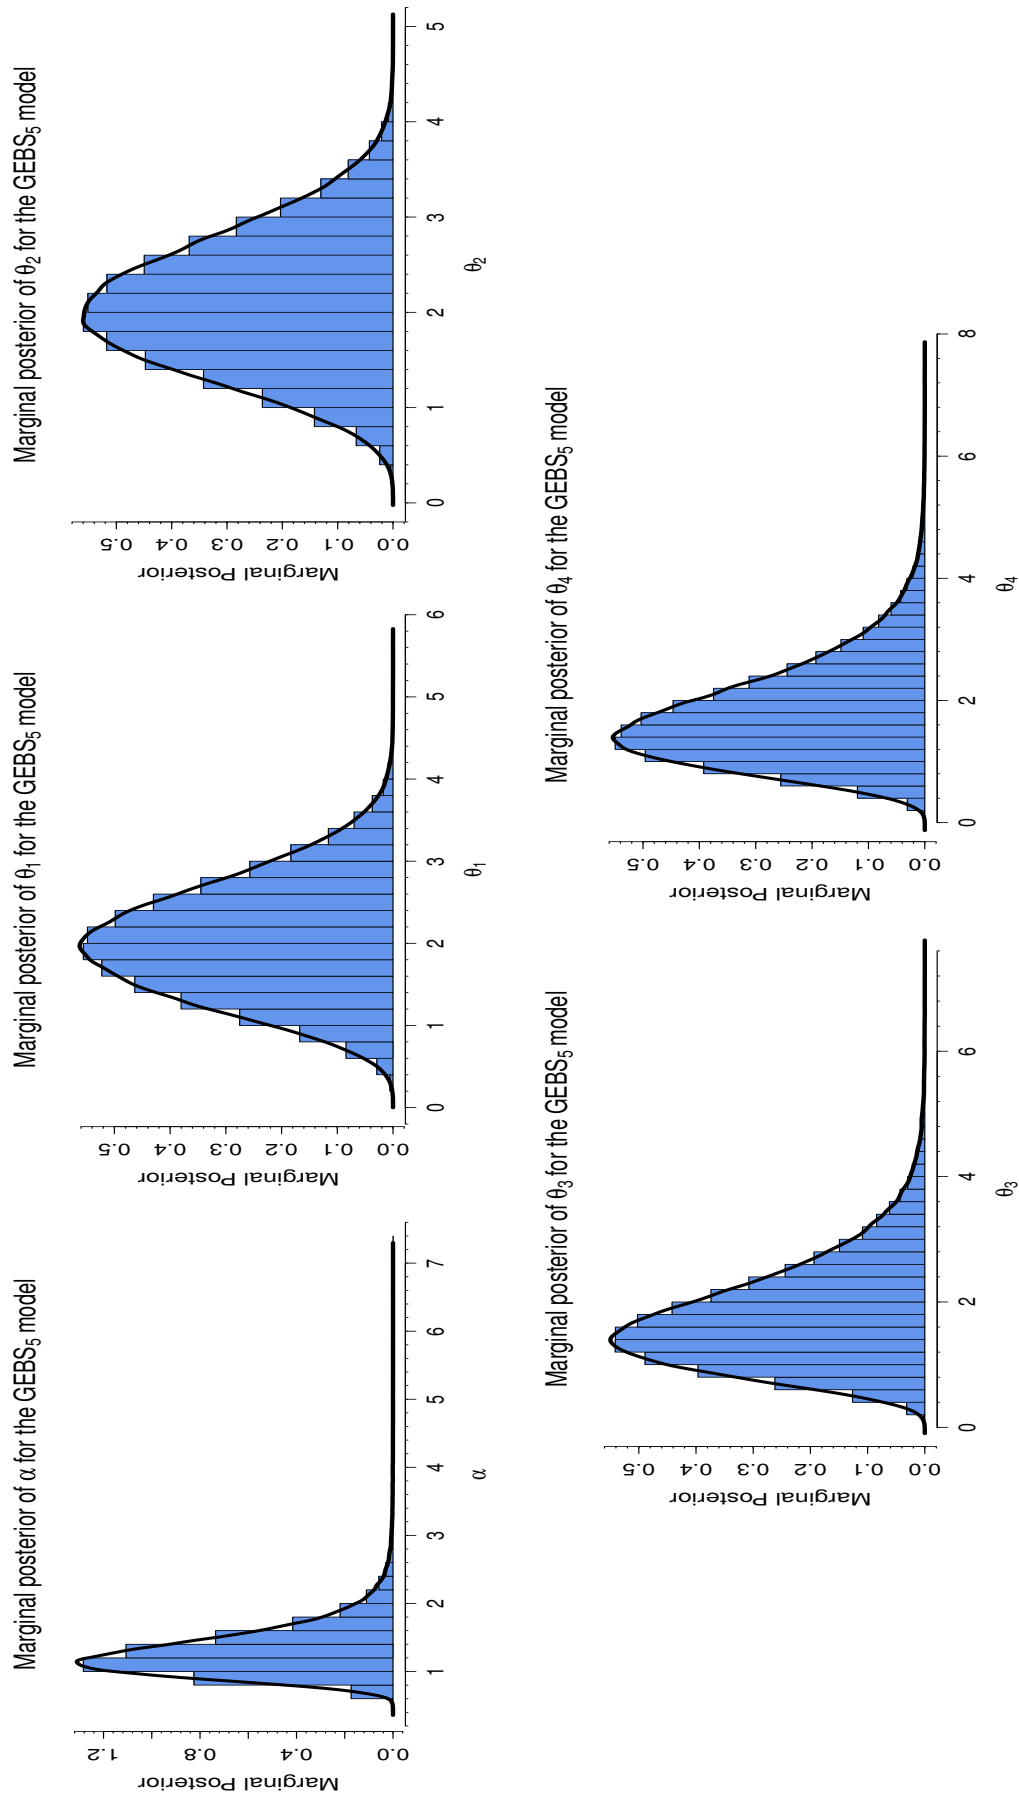 Marginal posterior of α for the GEBS₅ model
Marginal Posterior
0.0 0.4 0.8 1.2
1 2 3 4 5 6 7
α
Marginal posterior of θ₁ for the GEBS₅ model
Marginal Posterior
0.0 0.1 0.2 0.3 0.4 0.5
0 1 2 3 4 5 6
θ₁
Marginal posterior of θ₂ for the GEBS₅ model
Marginal Posterior
0.0 0.1 0.2 0.3 0.4 0.5
0 1 2 3 4 5
θ₂
Marginal posterior of θ₃ for the GEBS₅ model
Marginal Posterior
0.0 0.1 0.2 0.3 0.4 0.5
0 2 4 6
θ₃
Marginal posterior of θ₄ for the GEBS₅ model
Marginal Posterior
0.0 0.1 0.2 0.3 0.4 0.5
0 2 4 6 8
θ₄